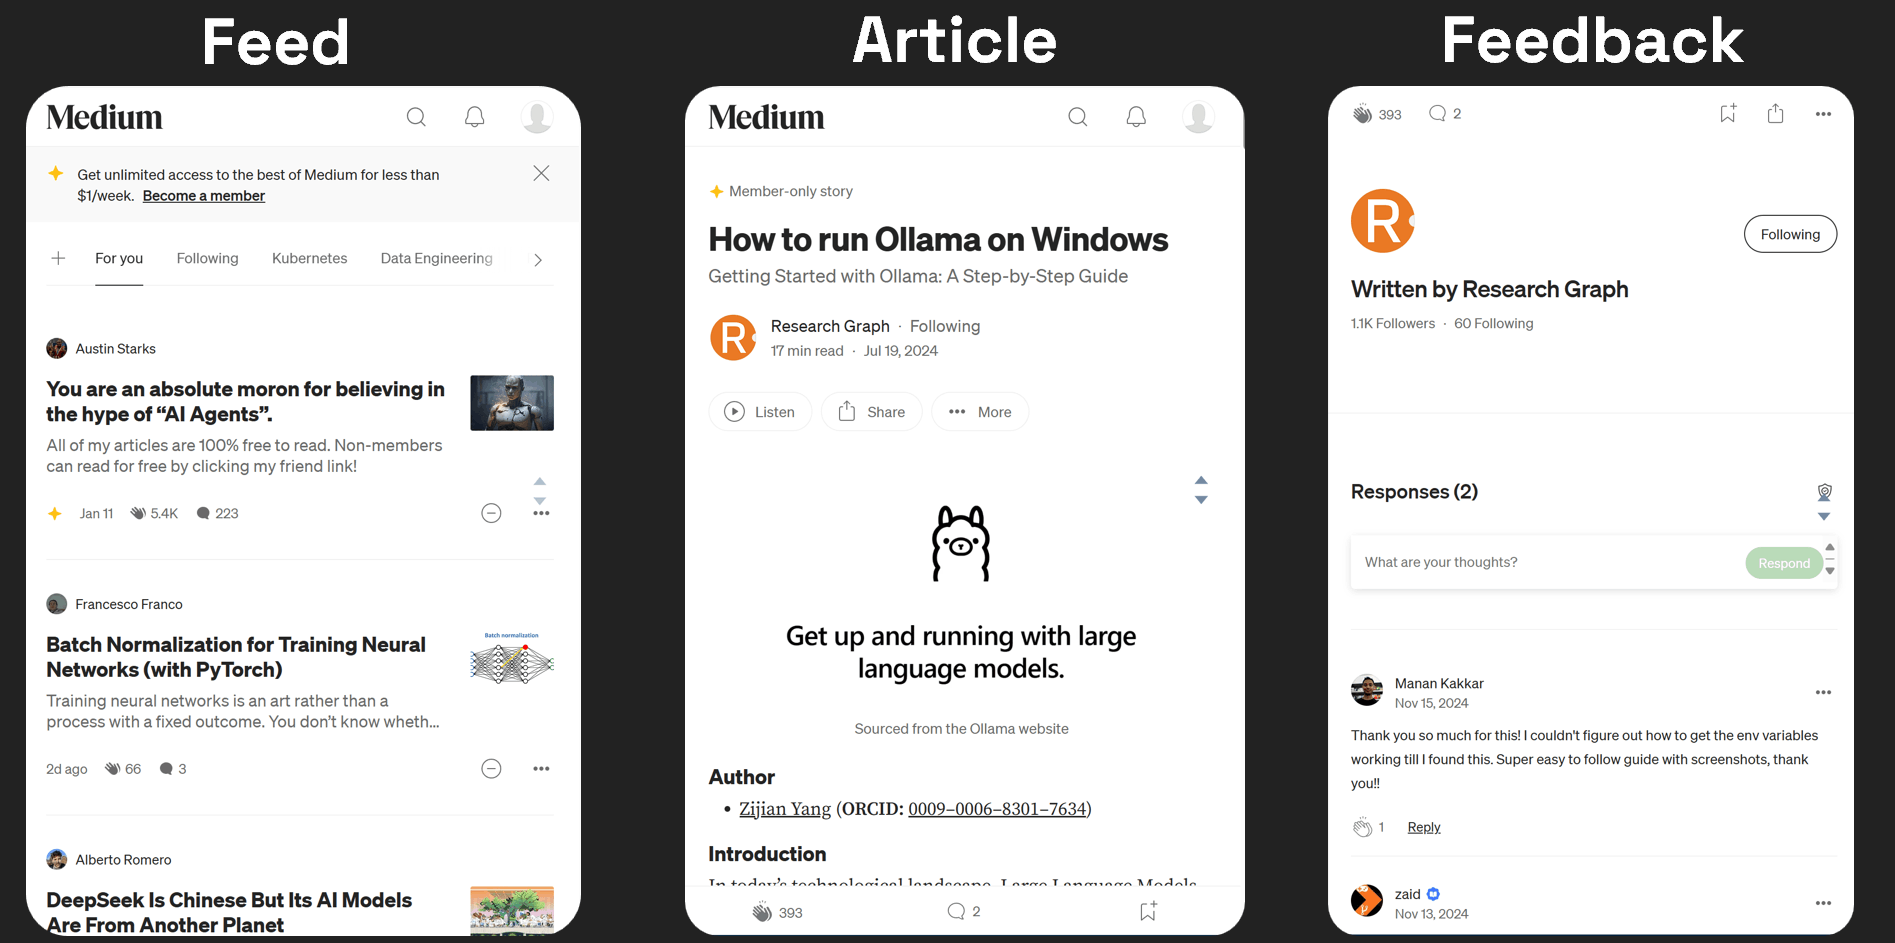 Feed
Medium
Get unlimited access to the best of Medium for less than
$1/week. Become a member
For you Following Kubernetes Data Engineering
Austin Starks
You are an absolute moron for believing in
the hype of “AI Agents”.
All of my articles are 100% free to read. Non-members
can read for free by clicking my friend link!
Jan 11 5.4K 223
Francesco Franco
Batch Normalization for Training Neural
Networks (with PyTorch)
Batch normalization
Training neural networks is an art rather than a
process with a fixed outcome. You don’t know wheth...
2d ago 66 3
Alberto Romero
DeepSeek Is Chinese But Its AI Models
Are From Another Planet
Article
Medium
Member-only story
How to run Ollama on Windows
Getting Started with Ollama: A Step-by-Step Guide
R
Research Graph · Following
17 min read · Jul 19, 2024
Listen Share More
Get up and running with large
language models.
Sourced from the Ollama website
Author
• Zijian Yang (ORCID: 0009–0006–8301–7634)
Introduction
In today’s technological landscape, Large Language Models
393 2
Feedback
393 2
R
Following
Written by Research Graph
1.1K Followers · 60 Following
Responses (2)
What are your thoughts?
Respond
Manan Kakkar
Nov 15, 2024
Thank you so much for this! I couldn't figure out how to get the env variables
working till I found this. Super easy to follow guide with screenshots, thank
you!!
1 Reply
zaid
Nov 13, 2024